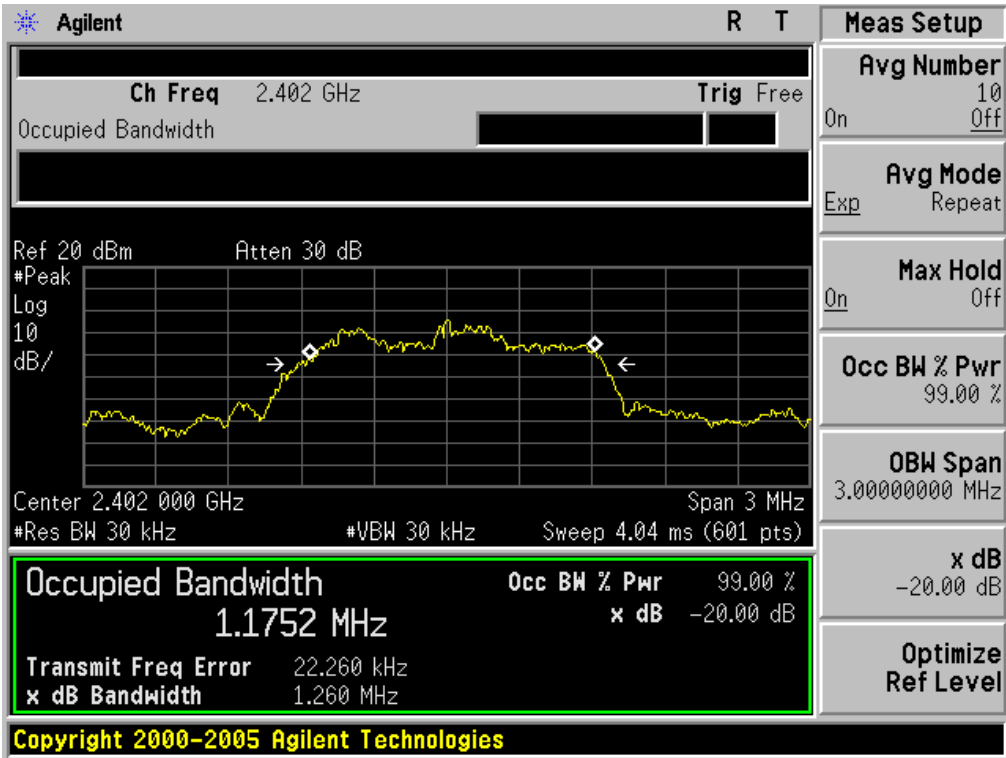 Agilent R T Meas Setup
Avg Number
10
On Off
Ch Freq 2.402 GHz Trig Free
Occupied Bandwidth
Avg Mode
Exp Repeat
Ref 20 dBm Atten 30 dB
#Peak
Log
10
dB/
Max Hold
On Off
Occ BW % Pwr
99.00 %
OBW Span
3.00000000 MHz
Center 2.402 000 GHz Span 3 MHz
#Res BW 30 kHz #VBW 30 kHz Sweep 4.04 ms (601 pts)
Occupied Bandwidth Occ BW % Pwr 99.00 %
1.1752 MHz x dB -20.00 dB
x dB
-20.00 dB
Transmit Freq Error 22.260 kHz
x dB Bandwidth 1.260 MHz
Optimize
Ref Level
Copyright 2000-2005 Agilent Technologies